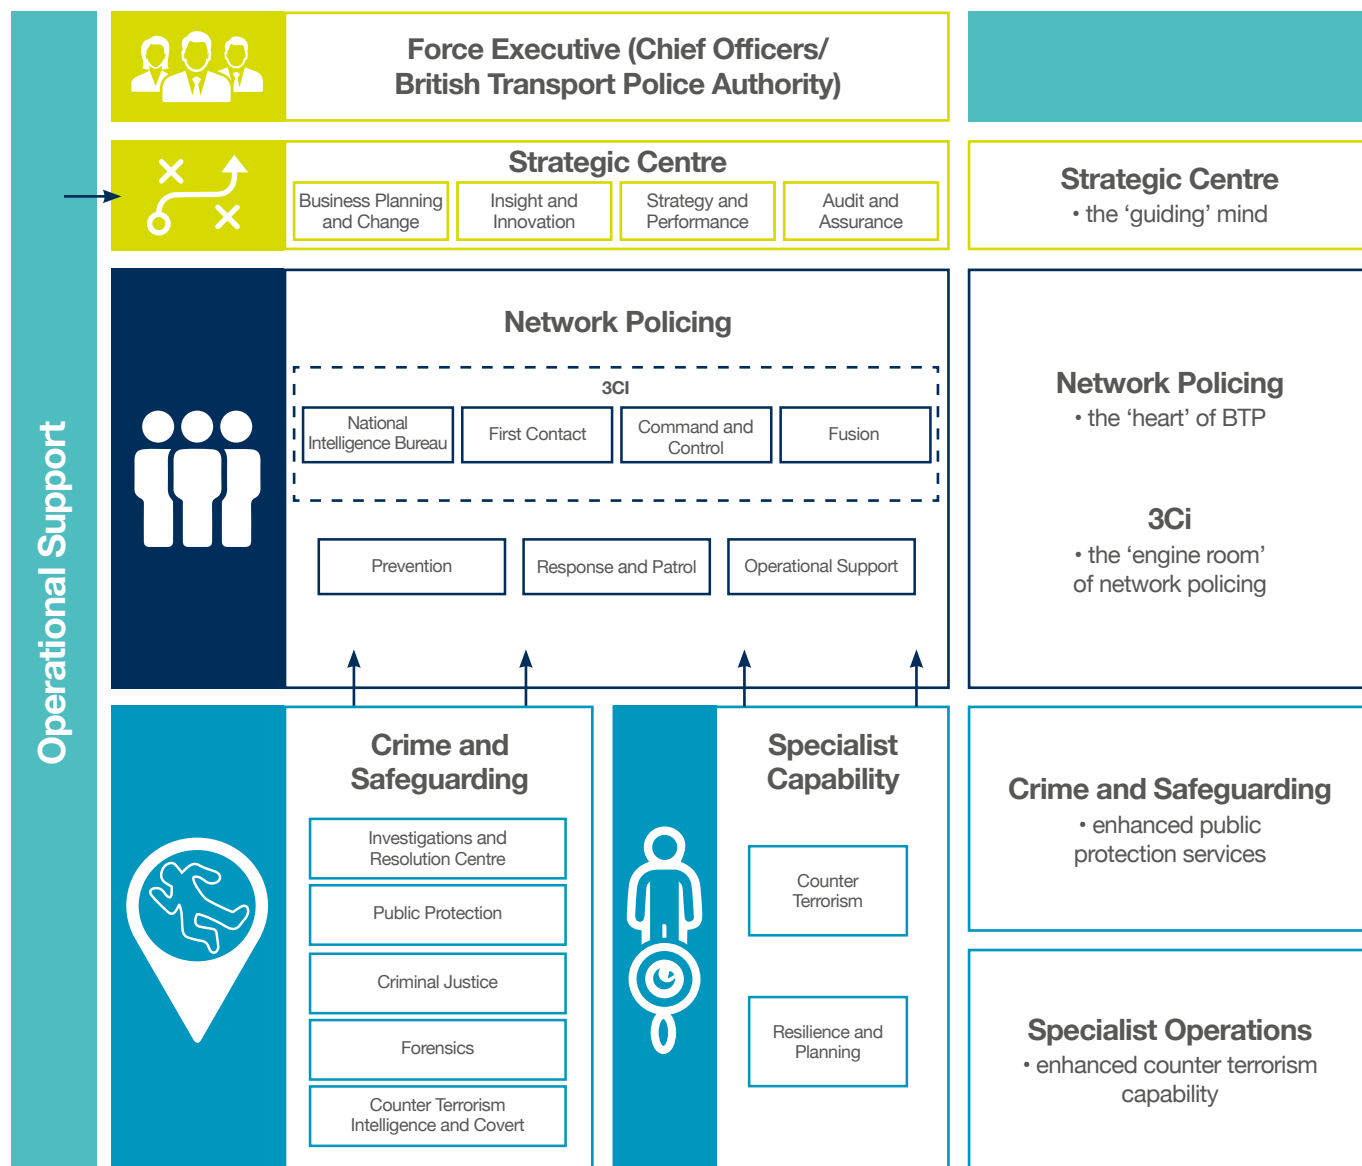 Operational Support
Force Executive (Chief Officers/
British Transport Police Authority)
Strategic Centre
Business Planning
and Change
Insight and
Innovation
Strategy and
Performance
Audit and
Assurance
Strategic Centre
• the ‘guiding’ mind
Network Policing
3CI
National
Intelligence Bureau
First Contact
Command and
Control
Fusion
Prevention
Response and Patrol
Operational Support
Network Policing
• the ‘heart’ of BTP
3Ci
• the ‘engine room’
of network policing
Crime and
Safeguarding
Investigations and
Resolution Centre
Public Protection
Criminal Justice
Forensics
Counter Terrorism
Intelligence and Covert
Specialist
Capability
Counter
Terrorism
Resilience and
Planning
Crime and Safeguarding
• enhanced public
protection services
Specialist Operations
• enhanced counter terrorism
capability